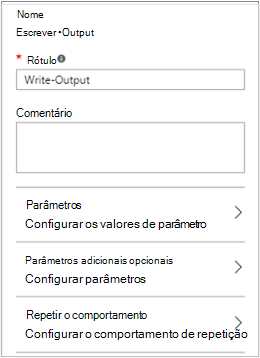 Nome
Escrever·Output
* Rótulo
Write-Output
Comentário
Parâmetros
Configurar os valores de parâmetro
Parâmetros adicionais opcionais
Configurar parâmetros
Repetir o comportamento
Configurar o comportamento de repetição